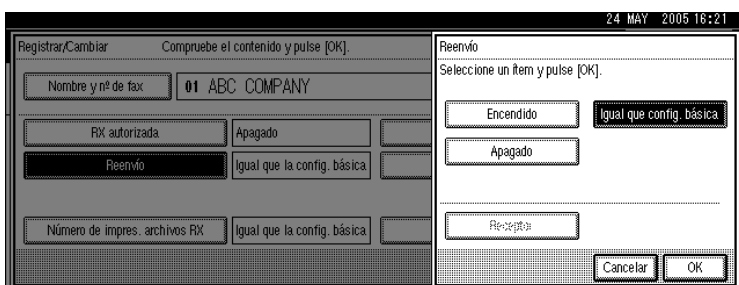 24 MAY 2005 16:21
Registrar/Cambiar Compruebe el contenido y pulse [OK].
Nombre y nº de fax 01 ABC COMPANY
RX autorizada Apagado
Reenvío Igual que la config. básica
Número de impres. archivos RX Igual que la config. básica
Reenvío
Seleccione un ítem y pulse [OK].
Encendido Igual que config. básica
Apagado
Receptor
Cancelar OK